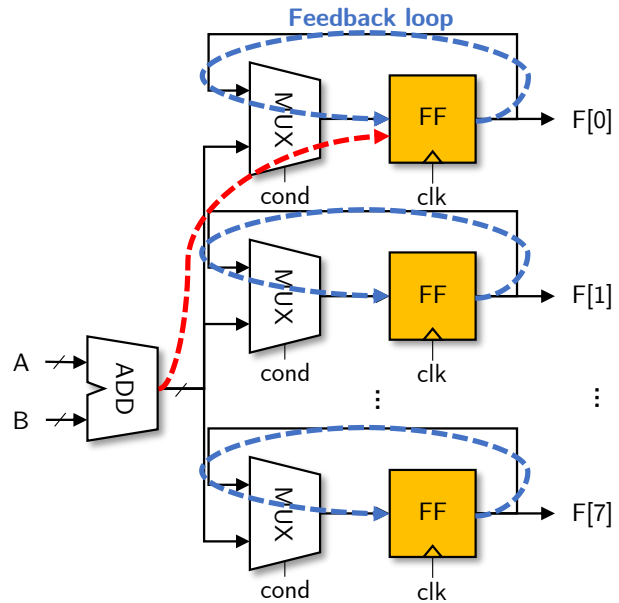 Feedback loop
MUX
FF
F[0]
cond
clk
MUX
FF
F[1]
cond
clk
A
B
ADD
...
...
MUX
FF
F[7]
cond
clk